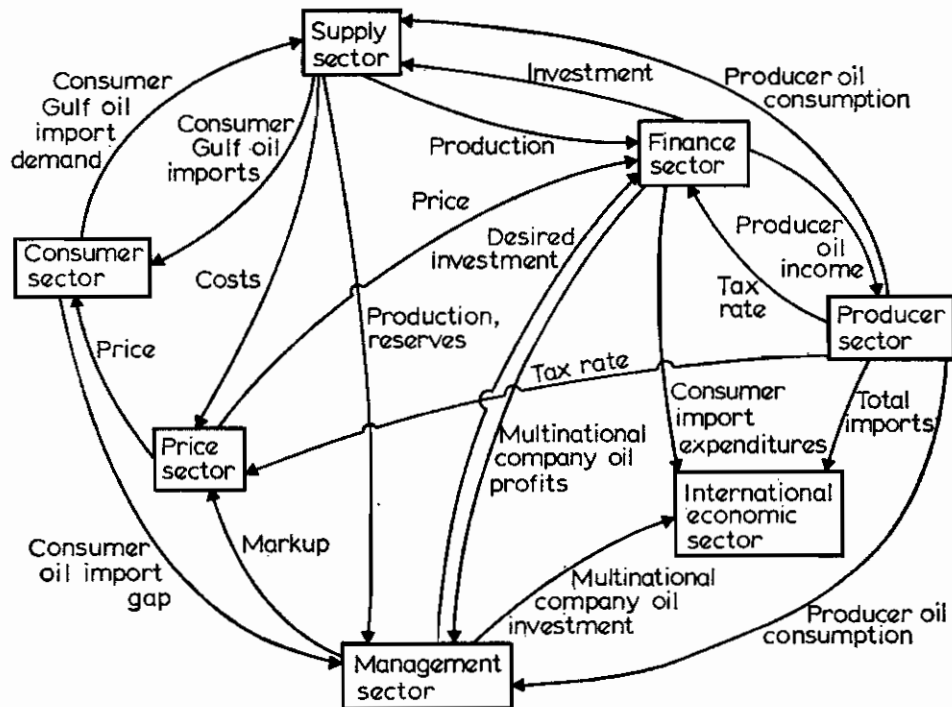 Supply
sector
Consumer
Gulf oil
import
demand
Consumer
Gulf oil
imports
Investment
Producer oil
consumption
Production
Finance
sector
Price
Desired
investment
Producer
oil
income
Consumer
sector
Costs
Production,
reserves
Tax
rate
Producer
sector
Price
Tax rate
Price
sector
Multinational
company oil
profits
Consumer
import
expenditures
Total
imports
International
economic
sector
Consumer
oil import
gap
Markup
Multinational
company oil
investment
Management
sector
Producer oil
consumption